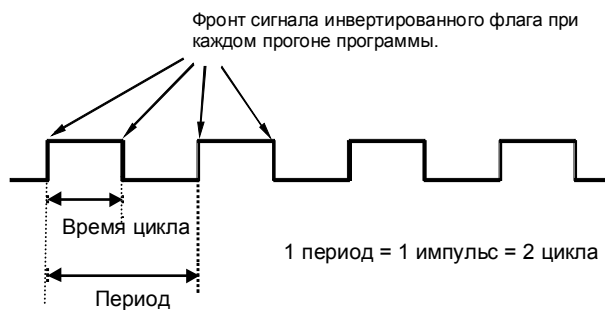 Фронт сигнала инвертированного флага при
каждом прогоне программы.
Время цикла
1 период = 1 импульс = 2 цикла
Период